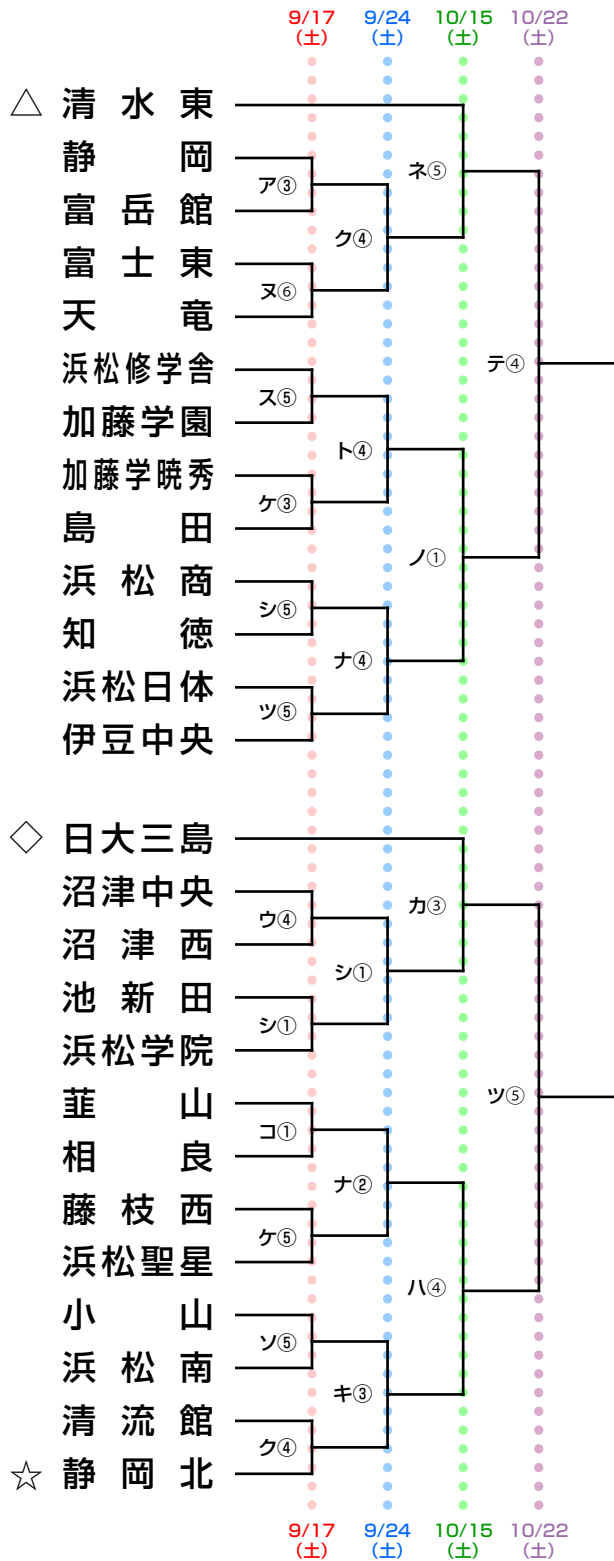 9/17 9/24 10/15 10/22
(土) (土) (土) (土)
△ 清水東
静岡
富岳館
富士東
天竜
浜松修学舎
加藤学園
加藤学暁秀
島田
浜松商
知徳
浜松日体
伊豆中央
ア③
ヌ⑥
ス⑤
ケ③
シ⑤
ツ⑤
ク④
ト④
ナ④
ネ⑤
ノ①
テ④
◇ 日大三島
沼津中央
沼津西
池新田
浜松学院
韮山
相良
藤枝西
浜松聖星
小山
浜松南
清流館
☆ 静岡北
ウ④
シ①
コ①
ケ⑤
ソ⑤
ク④
シ①
ナ②
キ③
カ③
ハ④
ツ⑤
9/17 9/24 10/15 10/22
(土) (土) (土) (土)